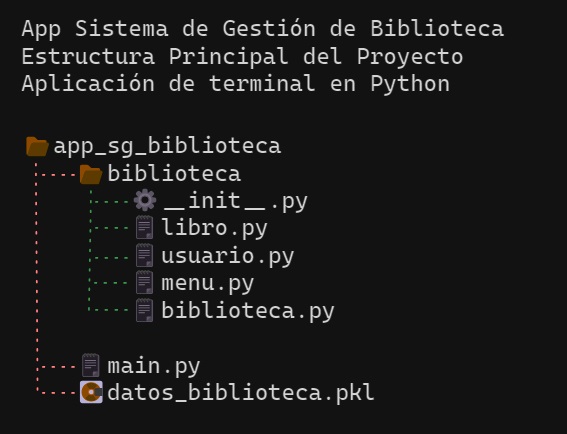 App Sistema de Gestión de Biblioteca
Estructura Principal del Proyecto
Aplicación de terminal en Python
app_sg_biblioteca
biblioteca
__init__.py
libro.py
usuario.py
menu.py
biblioteca.py
main.py
datos_biblioteca.pkl